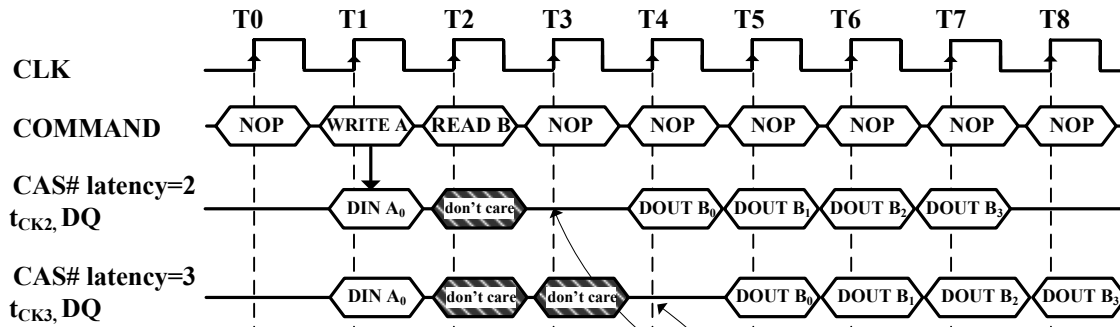 T0 T1 T2 T3 T4 T5 T6 T7 T8
CLK
COMMAND NOP WRITE A READ B NOP NOP NOP NOP NOP NOP
CAS# latency=2
tCK2, DQ DIN A0 don't care DOUT B0 DOUT B1 DOUT B2 DOUT B3
CAS# latency=3
tCK3, DQ DIN A0 don't care don't care DOUT B0 DOUT B1 DOUT B2 DOUT B3